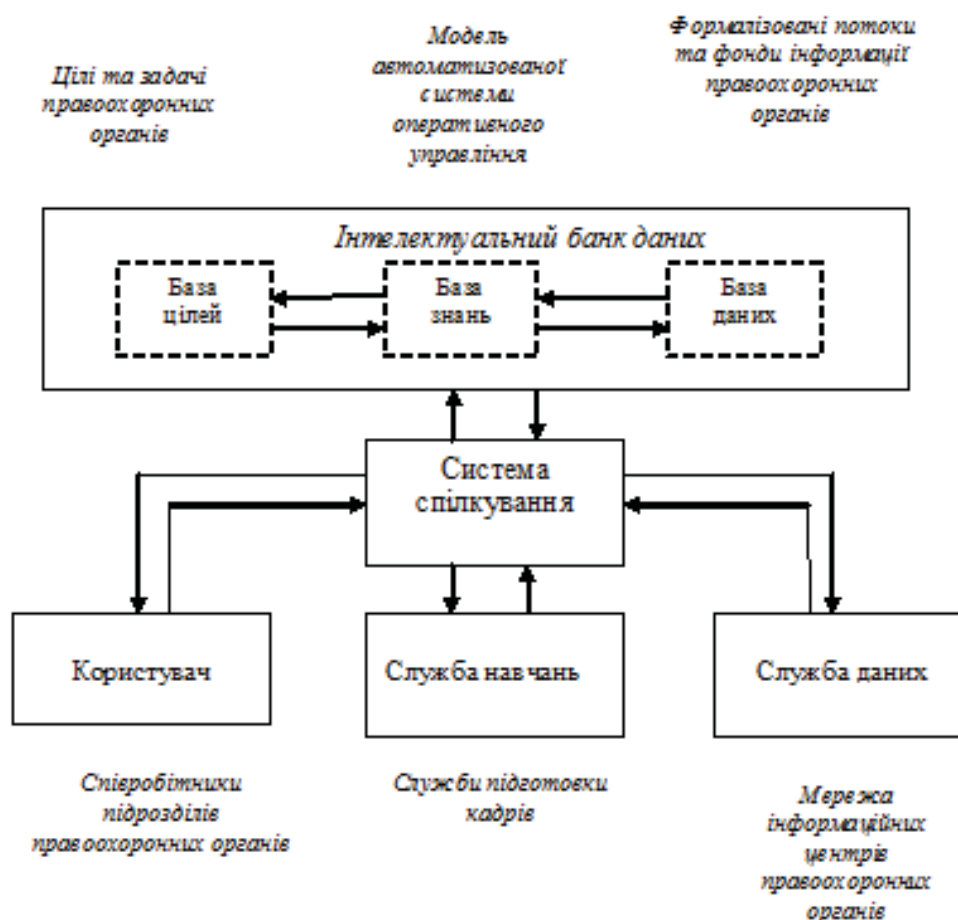 Цілі та задачі
правоохоронних
органів
Модель
автоматизованої
системи
оперативного
управління
Формалізовані потоки
та фонди інформації
правоохоронних
органів
Інтелектуальний банк даних
База
цілей
База
знань
База
даних
Система
спілкування
Користувач
Служба навчань
Служба даних
Співробітники
підрозділів
правоохоронних органів
Служби підготовки
кадрів
Мережа
інформаційних
центрів
правоохоронних
органів